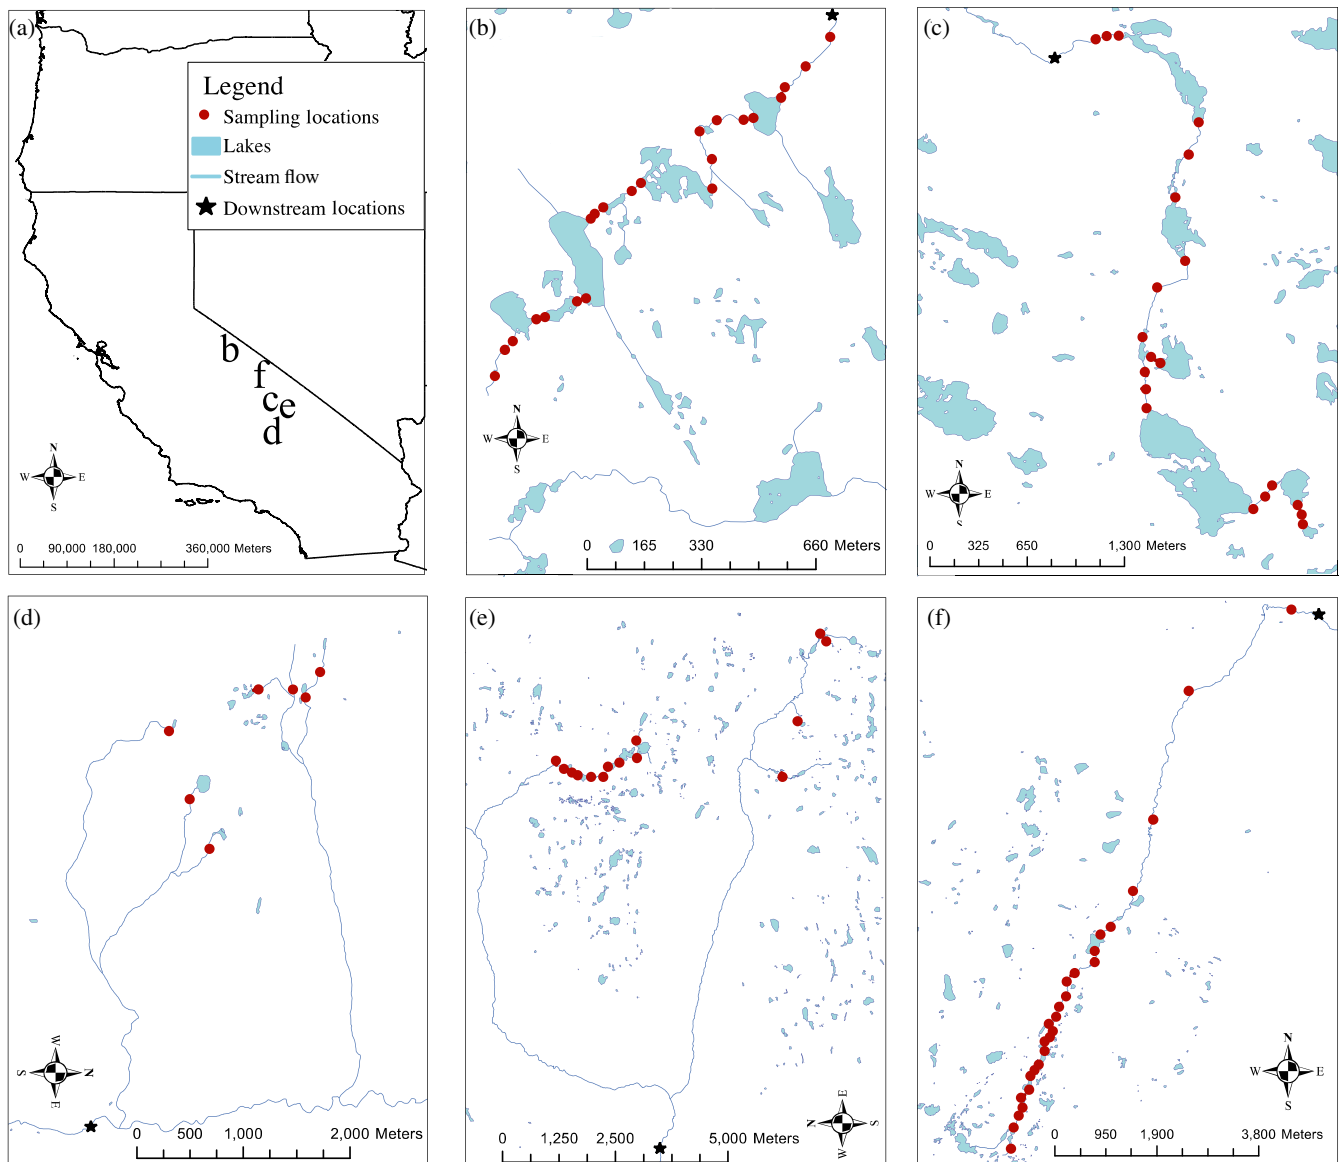 (a)
Legend
Sampling locations
Lakes
Stream flow
Downstream locations
b
f
c e
d
N
W E
S
0 90,000 180,000 360,000 Meters
(b)
N
W E
S
0 165 330 660 Meters
(c)
N
W E
S
0 325 650 1,300 Meters
(d)
W
S N
E
0 500 1,000 2,000 Meters
(e)
E
N S
W
0 1,250 2,500 5,000 Meters
(f)
N
W E
S
0 950 1,900 3,800 Meters